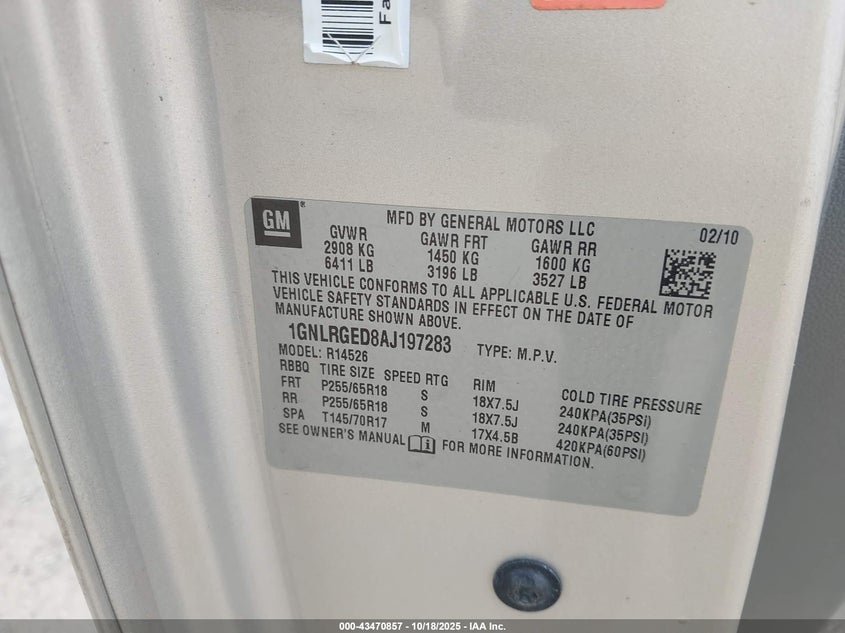 Fa
GM
®
MFD BY GENERAL MOTORS LLC
02/10
GVWR GAWR FRT GAWR RR
2908 KG 1450 KG 1600 KG
6411 LB 3196 LB 3527 LB
THIS VEHICLE CONFORMS TO ALL APPLICABLE U.S. FEDERAL MOTOR
VEHICLE SAFETY STANDARDS IN EFFECT ON THE DATE OF
MANUFACTURE SHOWN ABOVE.
1GNLRGED8AJ197283 TYPE: M.P.V.
MODEL: R14526
RBBQ TIRE SIZE SPEED RTG RIM COLD TIRE PRESSURE
FRT P255/65R18 S 18X7.5J 240KPA(35PSI)
RR P255/65R18 S 18X7.5J 240KPA(35PSI)
SPA T145/70R17 M 17X4.5B 420KPA(60PSI)
SEE OWNER'S MANUAL i FOR MORE INFORMATION.
000-43470857 - 10/18/2025 - IAA Inc.